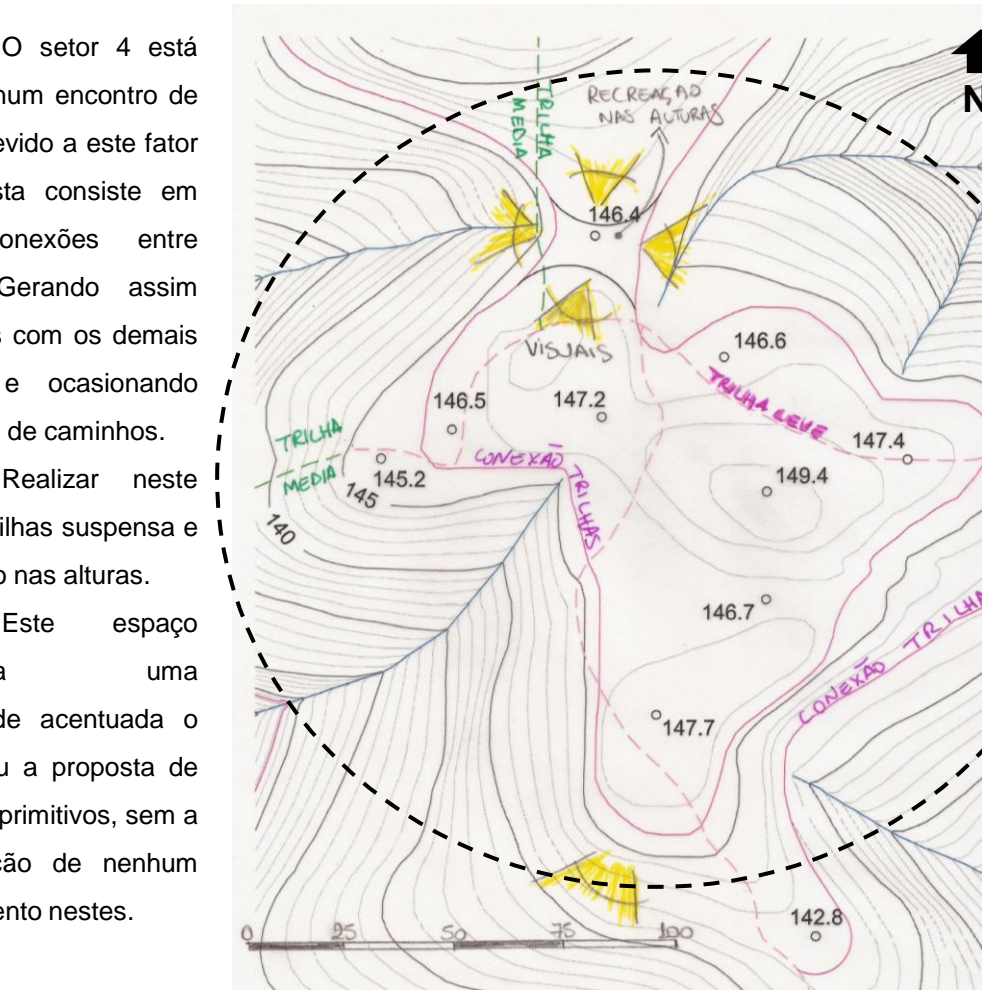 O setor 4 está
num encontro de
evido a este fator
sta consiste em
onexões entre
Gerando assim
s com os demais
e ocasionando
de caminhos.
Realizar neste
ilhas suspensa e
o nas alturas.
Este espaço
a uma
de acentuada o
u a proposta de
primitivos, sem a
ção de nenhum
ento nestes.
N
TRILHA
MEDIA
RECREAÇÃO
NAS ALTURAS
146.4
VISUAIS
146.6
TRILHA LEVE
146.5
147.2
147.4
TRILHA
MEDIA
145.2
145
140
CONEXÃO
TRILHAS
149.4
146.7
CONEXÃO TRILHA
147.7
142.8
0 25 50 75 100